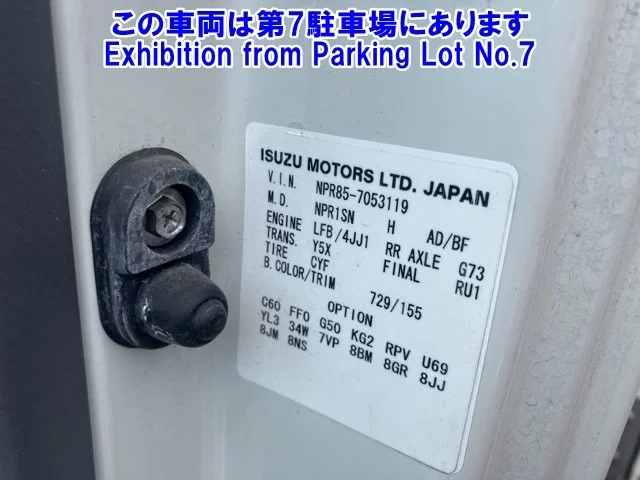 この車両は第7駐車場にあります
Exhibition from Parking Lot No.7
ISUZU MOTORS LTD. JAPAN
V.I.N. NPR85-7053119
M.D. NPR1SN H AD/BF
ENGINE LFB/4JJ1 RR AXLE G73
TRANS. Y5X FINAL RU1
TIRE CYF
B.COLOR/TRIM 729/155
OPTION
C60 FF0 G50 KG2 RPV U69
YL3 34W 7VP 8BM 8GR 8JJ
8JM 8NS